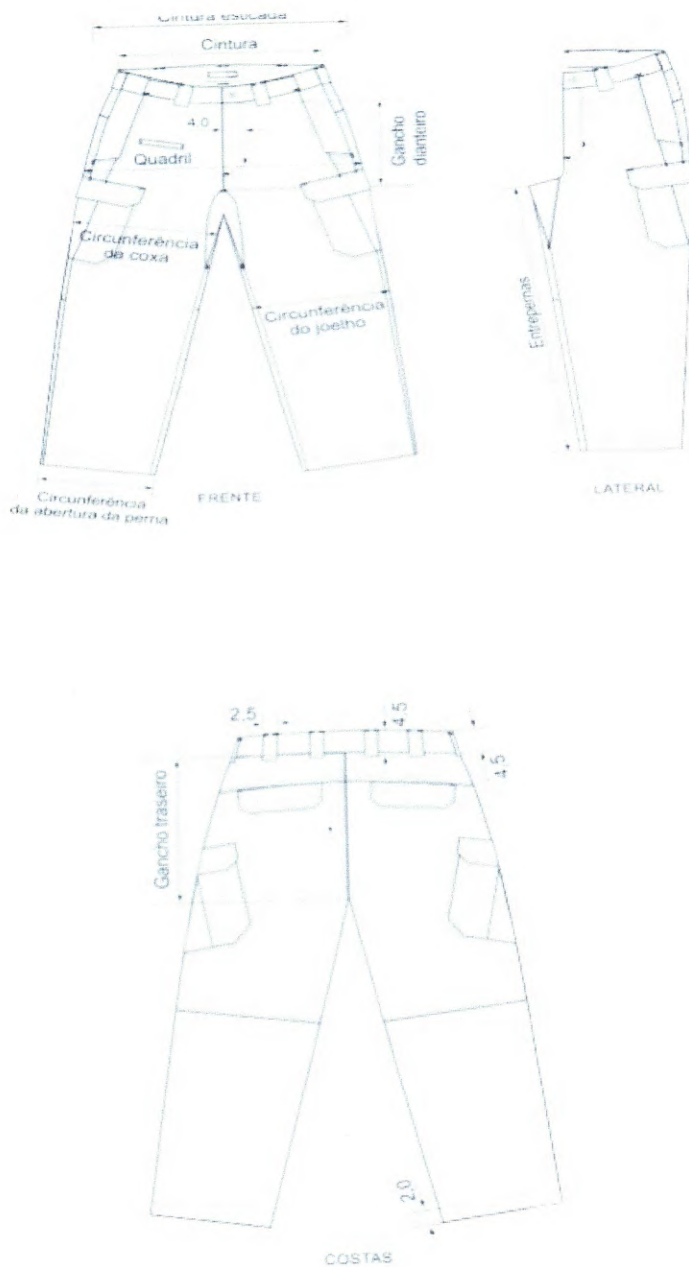 Cintura esticada
Cintura
4.0
Gancho
dianteiro
Quadril
Circunferência
da coxa
Circunferência
do joelho
Entrepernas
Circunferência
da abertura da perna
FRENTE
LATERAL
2.5
4.5
4.5
Gancho traseiro
2.0
COSTAS